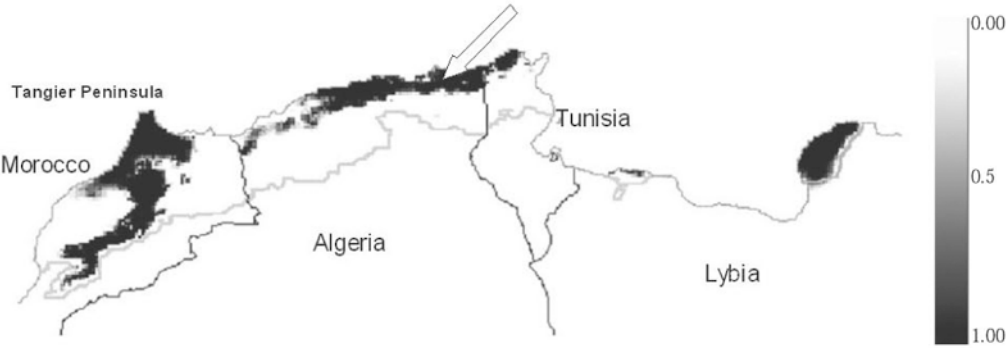 0.00
Tangier Peninsula
Tunisia
Morocco
0.5
Algeria
Lybia
1.00